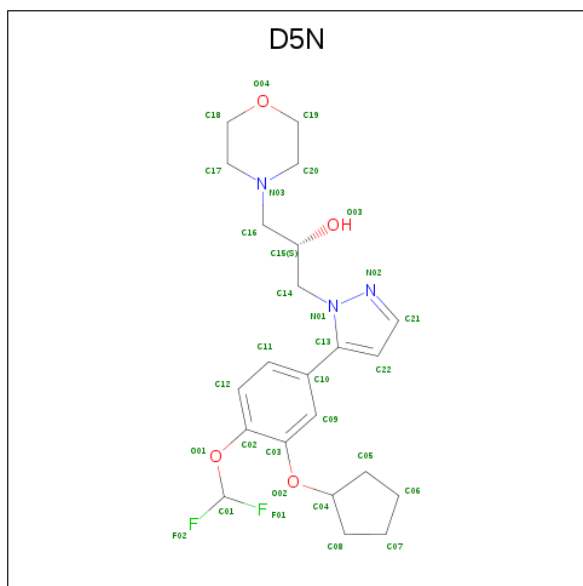 D5N
O04
C18 C19
C17 C20
N
N03
O
O03
OH
C16
C15(S)
C14
N02
N
N
N01
C21
C13
C22
C11
C10
C12
C09
O01
O
C02
C03
C05
O
O02
C04
C06
F
F01
C01
F
F02
C08
C07